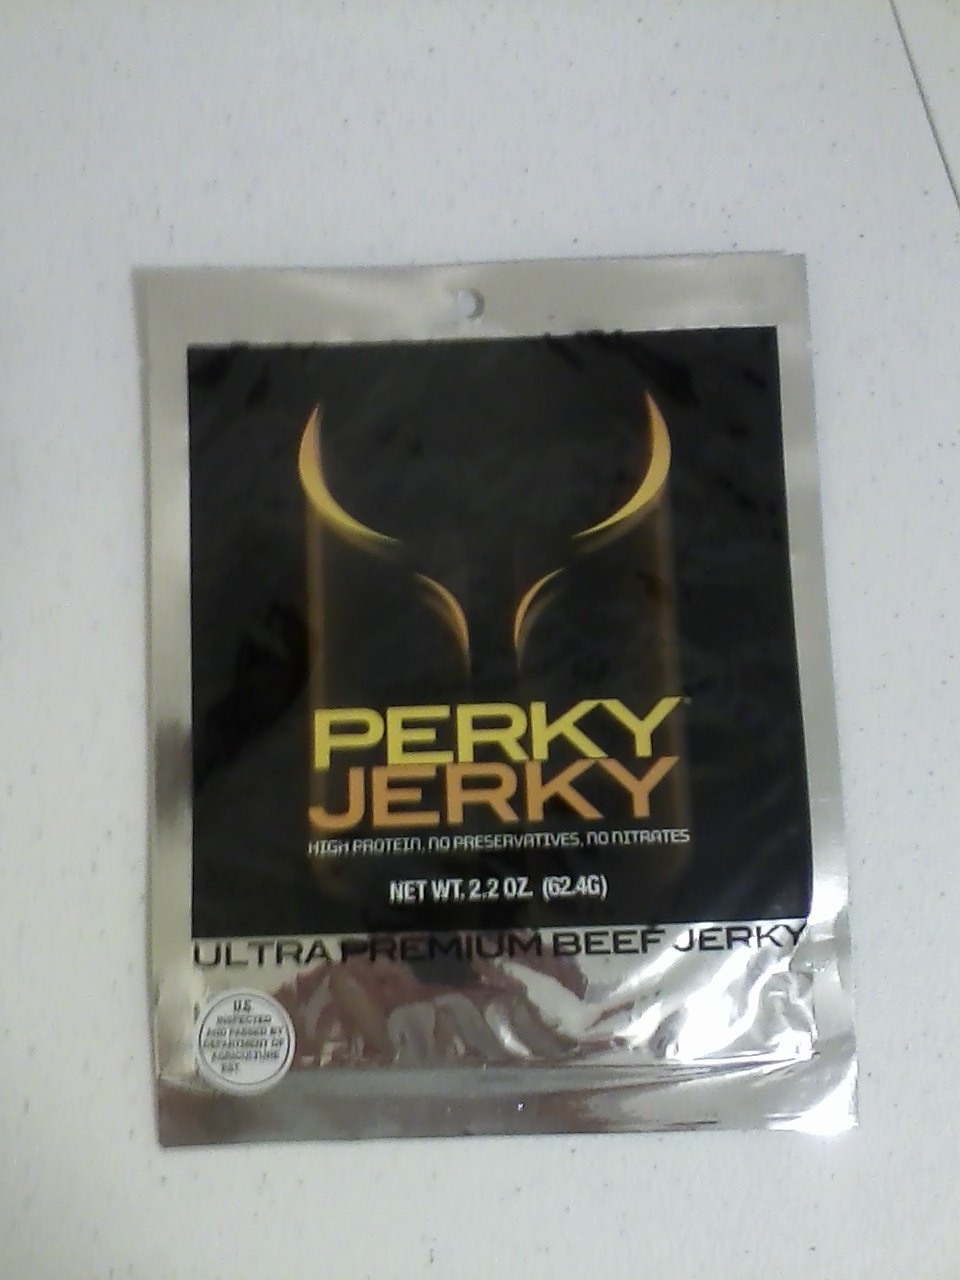 PERKY
JERKY
HIGH PROTEIN, NO PRESERVATIVES, NO NITRATES
NET WT. 2.2 OZ. (62.4G)
ULTRA PREMIUM BEEF JERKY
U.S.
INSPECTED
AND PASSED BY
DEPARTMENT OF
AGRICULTURE
EST.